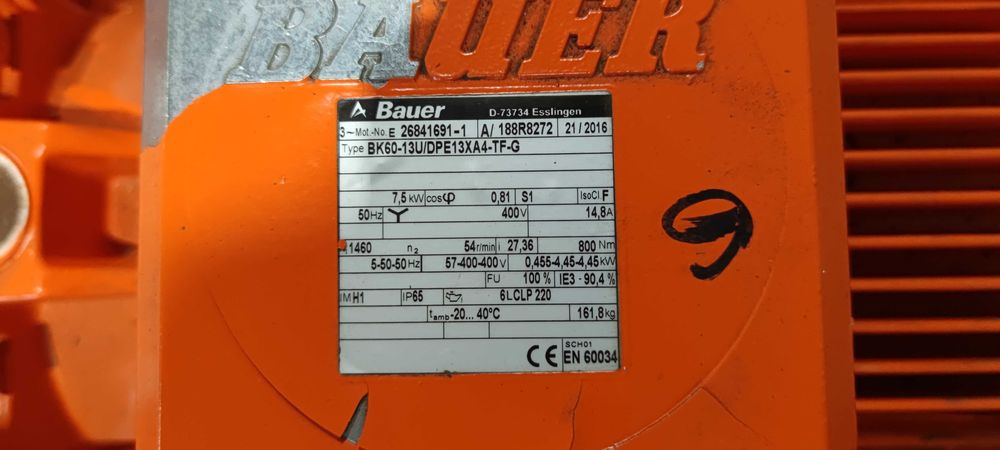 BAUER
Bauer D-73734 Esslingen
3~Mot.-No. E 26841691-1 A/ 188R8272 21/2016
Type BK60-13U/DPE13XA4-TF-G
7,5 kW cosφ 0,81 S1 IsoCl. F
50Hz Y 400V 14,8A
1460 n2 54r/min i 27,36 800 Nm
5-50-50 Hz 57-400-400 V 0,455-4,45-4,45 kW
FU 100 % IE3 - 90,4 %
IM H1 IP65 6 L CLP 220
tamb -20... 40°C 161,8 kg
SCH01
CE EN 60034
6